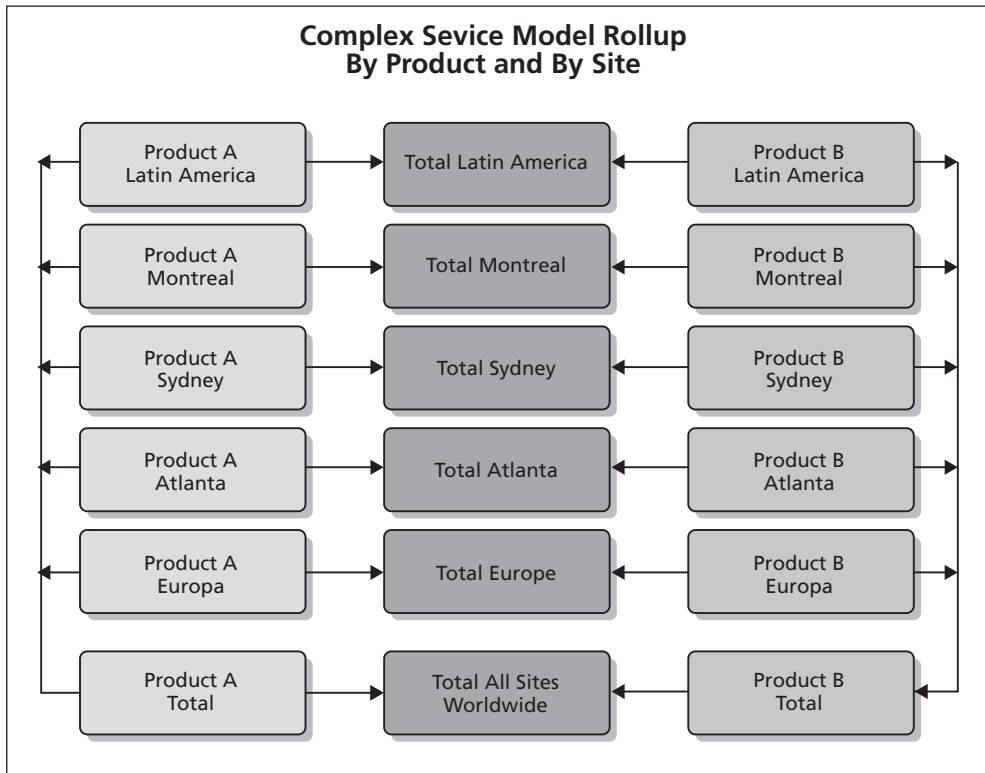 Complex Sevice Model Rollup
By Product and By Site
Product A
Latin America
Total Latin America
Product B
Latin America
Product A
Montreal
Total Montreal
Product B
Montreal
Product A
Sydney
Total Sydney
Product B
Sydney
Product A
Atlanta
Total Atlanta
Product B
Atlanta
Product A
Europa
Total Europe
Product B
Europa
Product A
Total
Total All Sites
Worldwide
Product B
Total